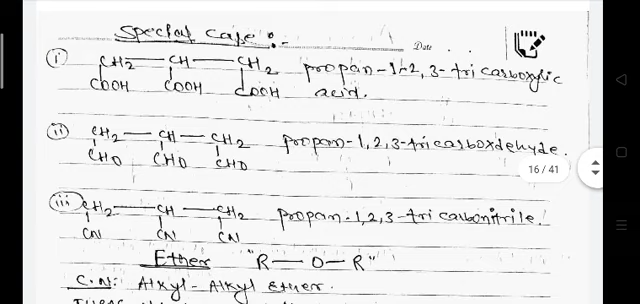 Special Case :-
Date
(i) CH2 — CH — CH2 propan-1-2, 3-tricarboxylic
COOH COOH COOH acid.
(ii) CH2 — CH — CH2 propan-1,2,3-tricarboxdehyde.
CHO CHO CHO
16 / 41
(iii) CH2 — CH — CH2 propan-1,2,3-tricarbonitrile.
CN CN CN
Ether "R — O — R"
C.N: Alkyl-Alkyl Ether.